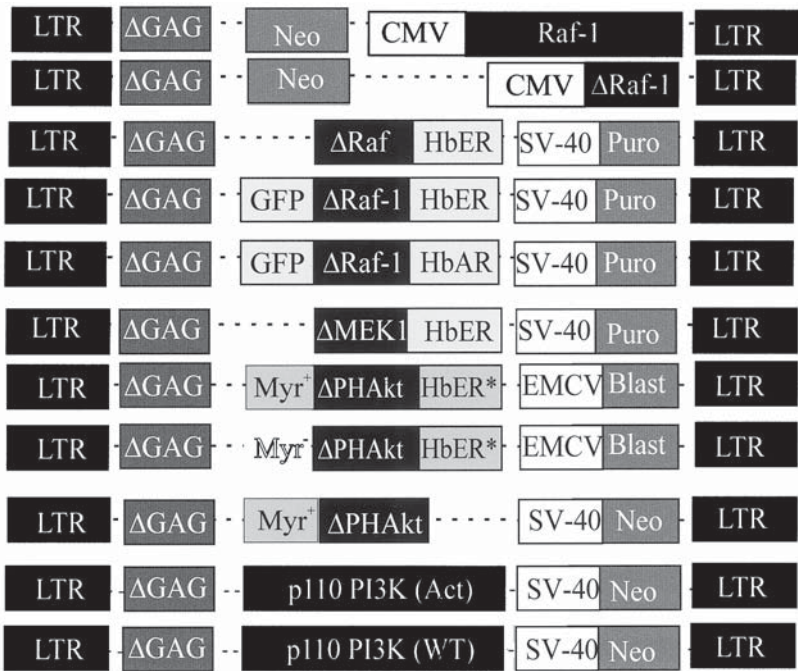 LTR ΔGAG Neo CMV Raf-1 LTR
LTR ΔGAG Neo CMV ΔRaf-1 LTR
LTR ΔGAG ΔRaf HbER SV-40 Puro LTR
LTR ΔGAG GFP ΔRaf-1 HbER SV-40 Puro LTR
LTR ΔGAG GFP ΔRaf-1 HbAR SV-40 Puro LTR
LTR ΔGAG ΔMEK1 HbER SV-40 Puro LTR
LTR ΔGAG Myr⁺ ΔPHAkt HbER* EMCV Blast LTR
LTR ΔGAG Myr⁻ ΔPHAkt HbER* EMCV Blast LTR
LTR ΔGAG Myr⁺ ΔPHAkt SV-40 Neo LTR
LTR ΔGAG p110 PI3K (Act) SV-40 Neo LTR
LTR ΔGAG p110 PI3K (WT) SV-40 Neo LTR